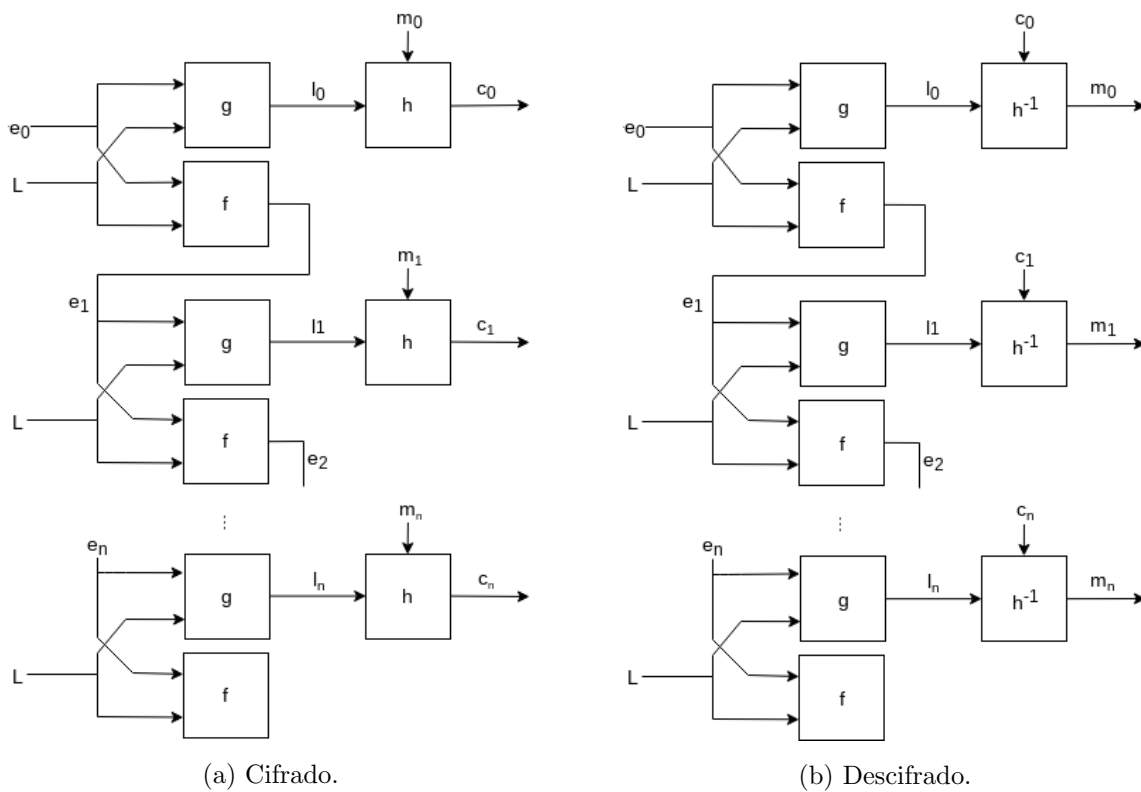 m0
g
l0
h
c0
e0
L
f
m1
e1
g
l1
h
c1
L
f
e2
⋮
mn
en
g
ln
h
cn
L
f
(a) Cifrado.
c0
g
l0
h-1
m0
e0
L
f
c1
e1
g
l1
h-1
m1
L
f
e2
⋮
cn
en
g
ln
h-1
mn
L
f
(b) Descifrado.